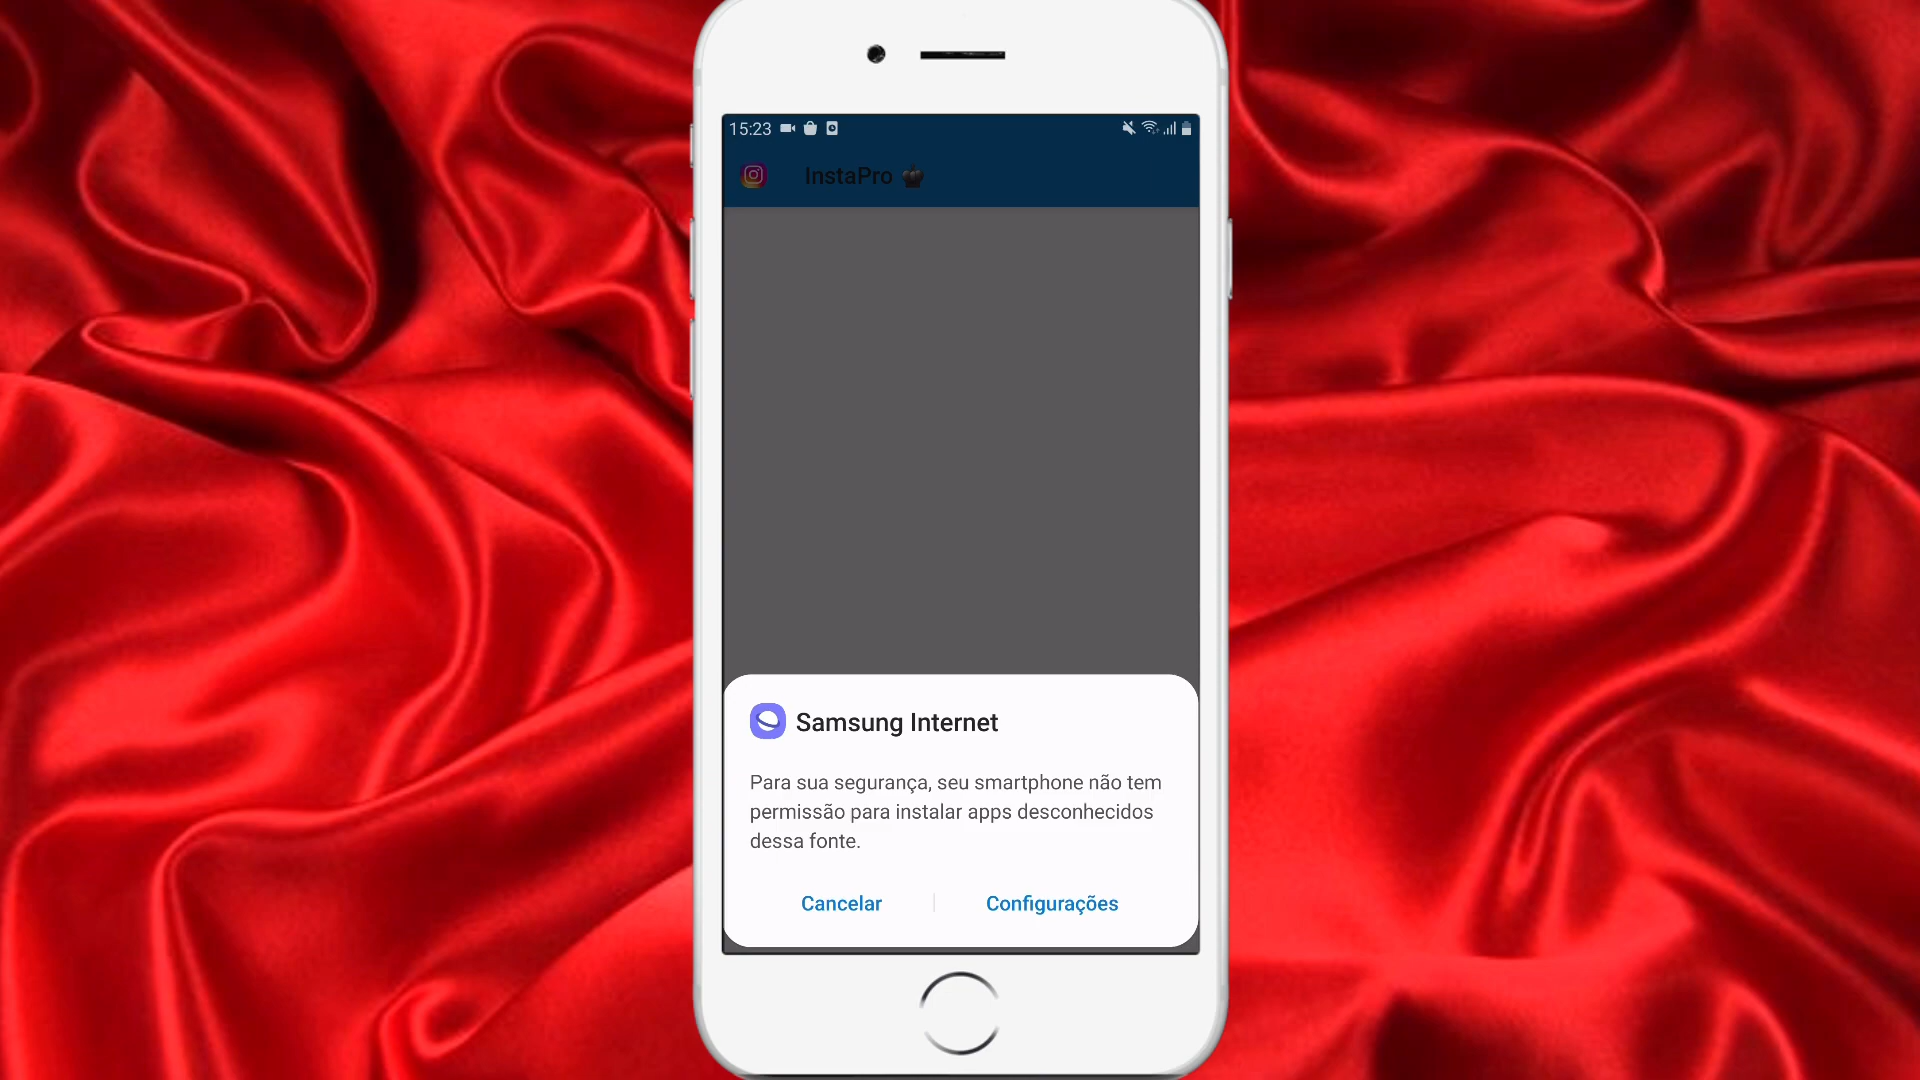 15:23
InstaPro
Samsung Internet
Para sua segurança, seu smartphone não tem
permissão para instalar apps desconhecidos
dessa fonte.
Cancelar
Configurações